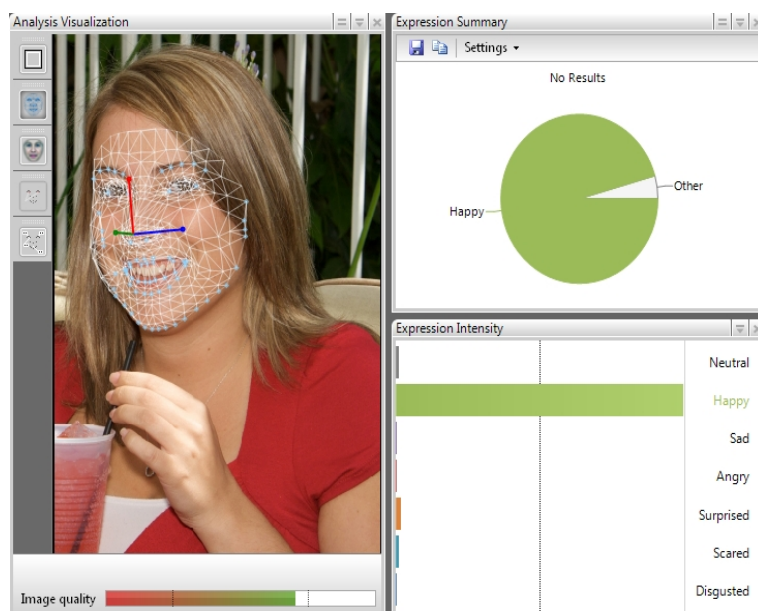 Analysis Visualization
Image quality
Expression Summary
Settings
No Results
Happy
Other
Expression Intensity
Neutral
Happy
Sad
Angry
Surprised
Scared
Disgusted